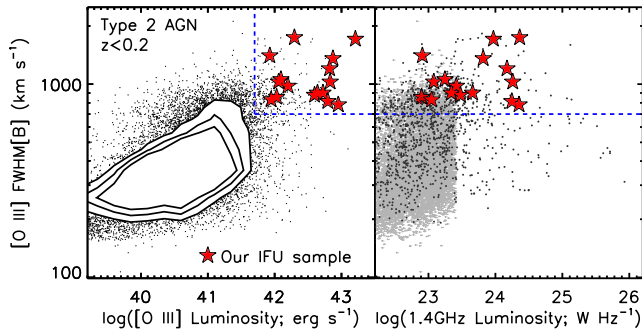 Type 2 AGN
z<0.2
1000
100
[O III] FWHM[B] (km s⁻¹)
Our IFU sample
40 41 42 43
23 24 25 26
log([O III] Luminosity; erg s⁻¹)
log(1.4GHz Luminosity; W Hz⁻¹)